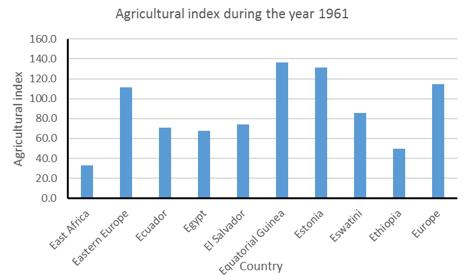 Agricultural index during the year 1961
Agricultural index
160.0
140.0
120.0
100.0
80.0
60.0
40.0
20.0
0.0
East Africa
Eastern Europe
Ecuador
Egypt
El Salvador
Equatorial Guinea
Estonia
Eswatini
Ethiopia
Europe
Country